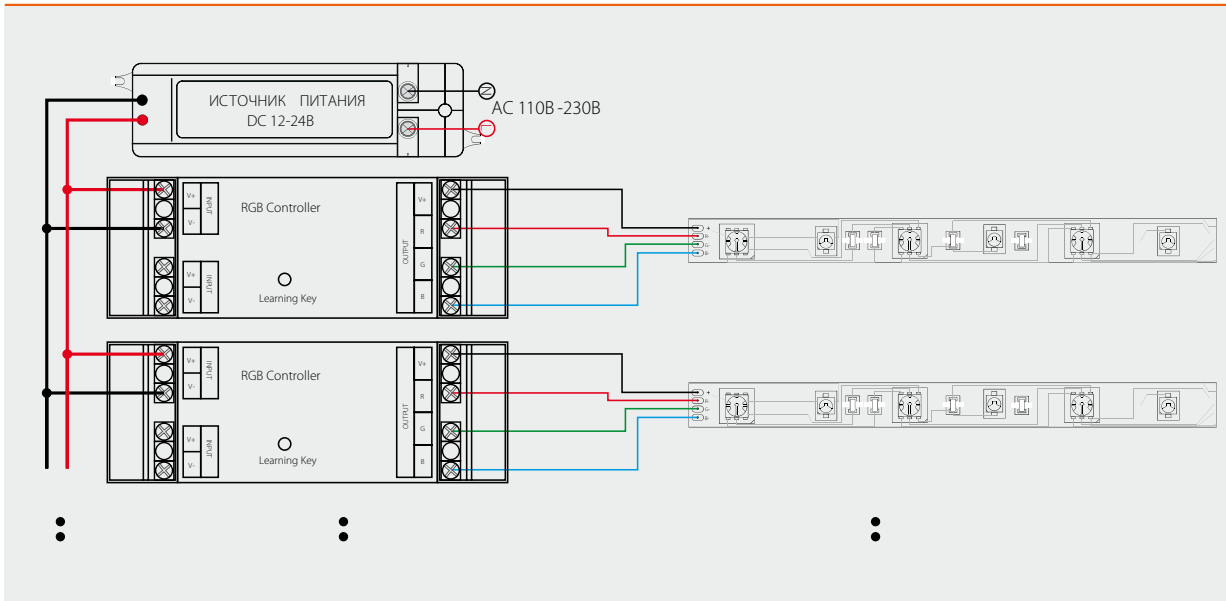 ИСТОЧНИК ПИТАНИЯ
DC 12-24В
N
L
AC 110В-230В
V+
V-
INPUT
RGB Controller
V+
V-
INPUT
Learning Key
OUTPUT
V+
R
G
B
+
R-
G-
B-
V+
V-
INPUT
RGB Controller
V+
V-
INPUT
Learning Key
OUTPUT
V+
R
G
B
+
R-
G-
B-